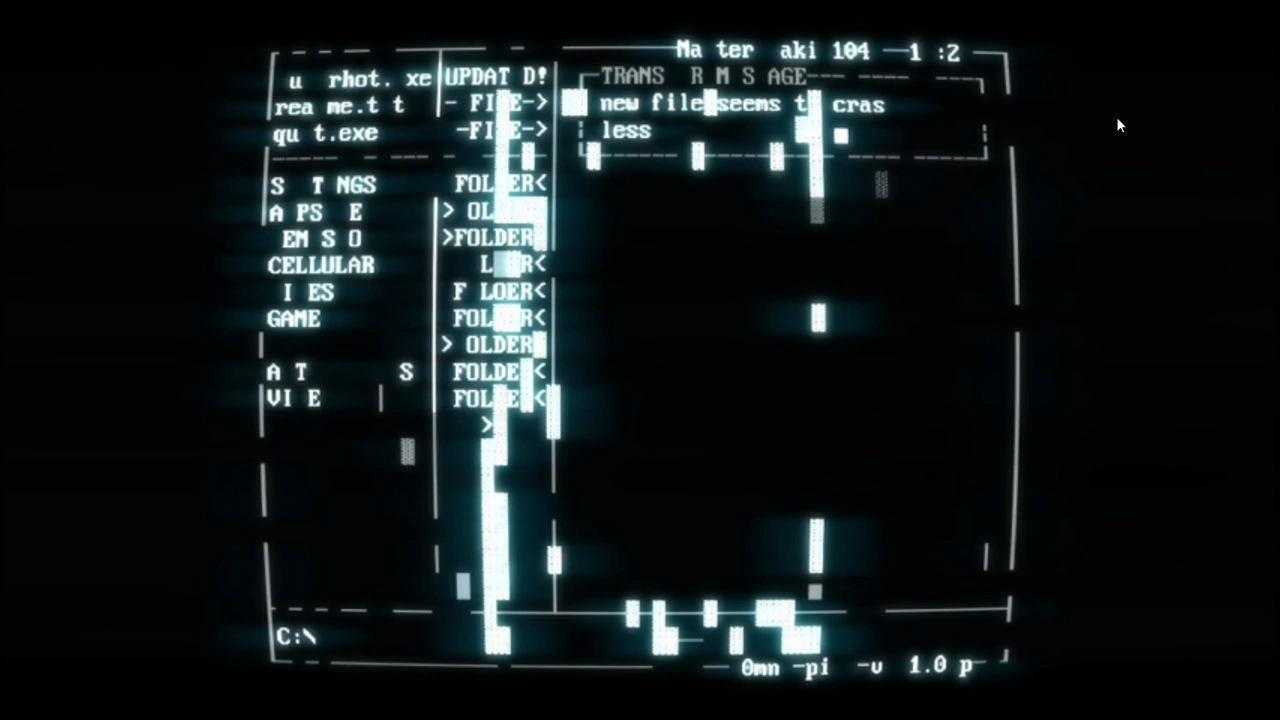 Ma ter aki 104 1 :2
u rhot. xe UPDAT D! TRANS R M S AGE
rea me.t t - FI E-> new file seems t cras
qu t.exe -FI E-> less
S T NGS FOL ER<
A PS E > OL
EM S O >FOLDER
CELLULAR L R<
I ES F LOER<
GAME FOL R<
> OLDER
A T S FOLDE <
VI E FOL E <
>
C:\
0mn -pi -v 1.0 p